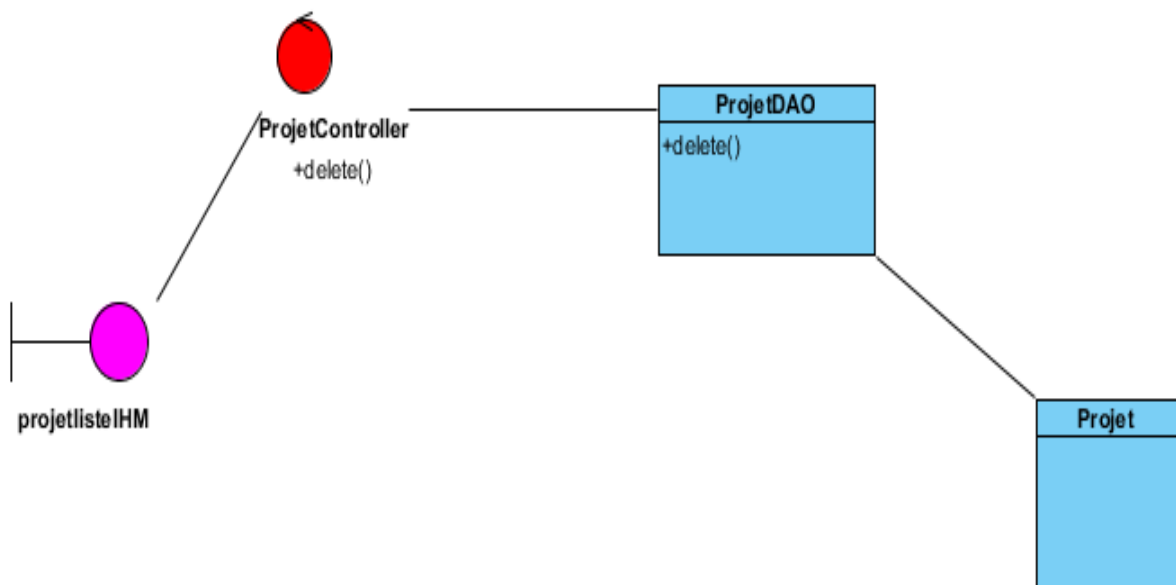 ProjetDAO
+delete()
ProjetController
+delete()
projetlisteIHM
Projet